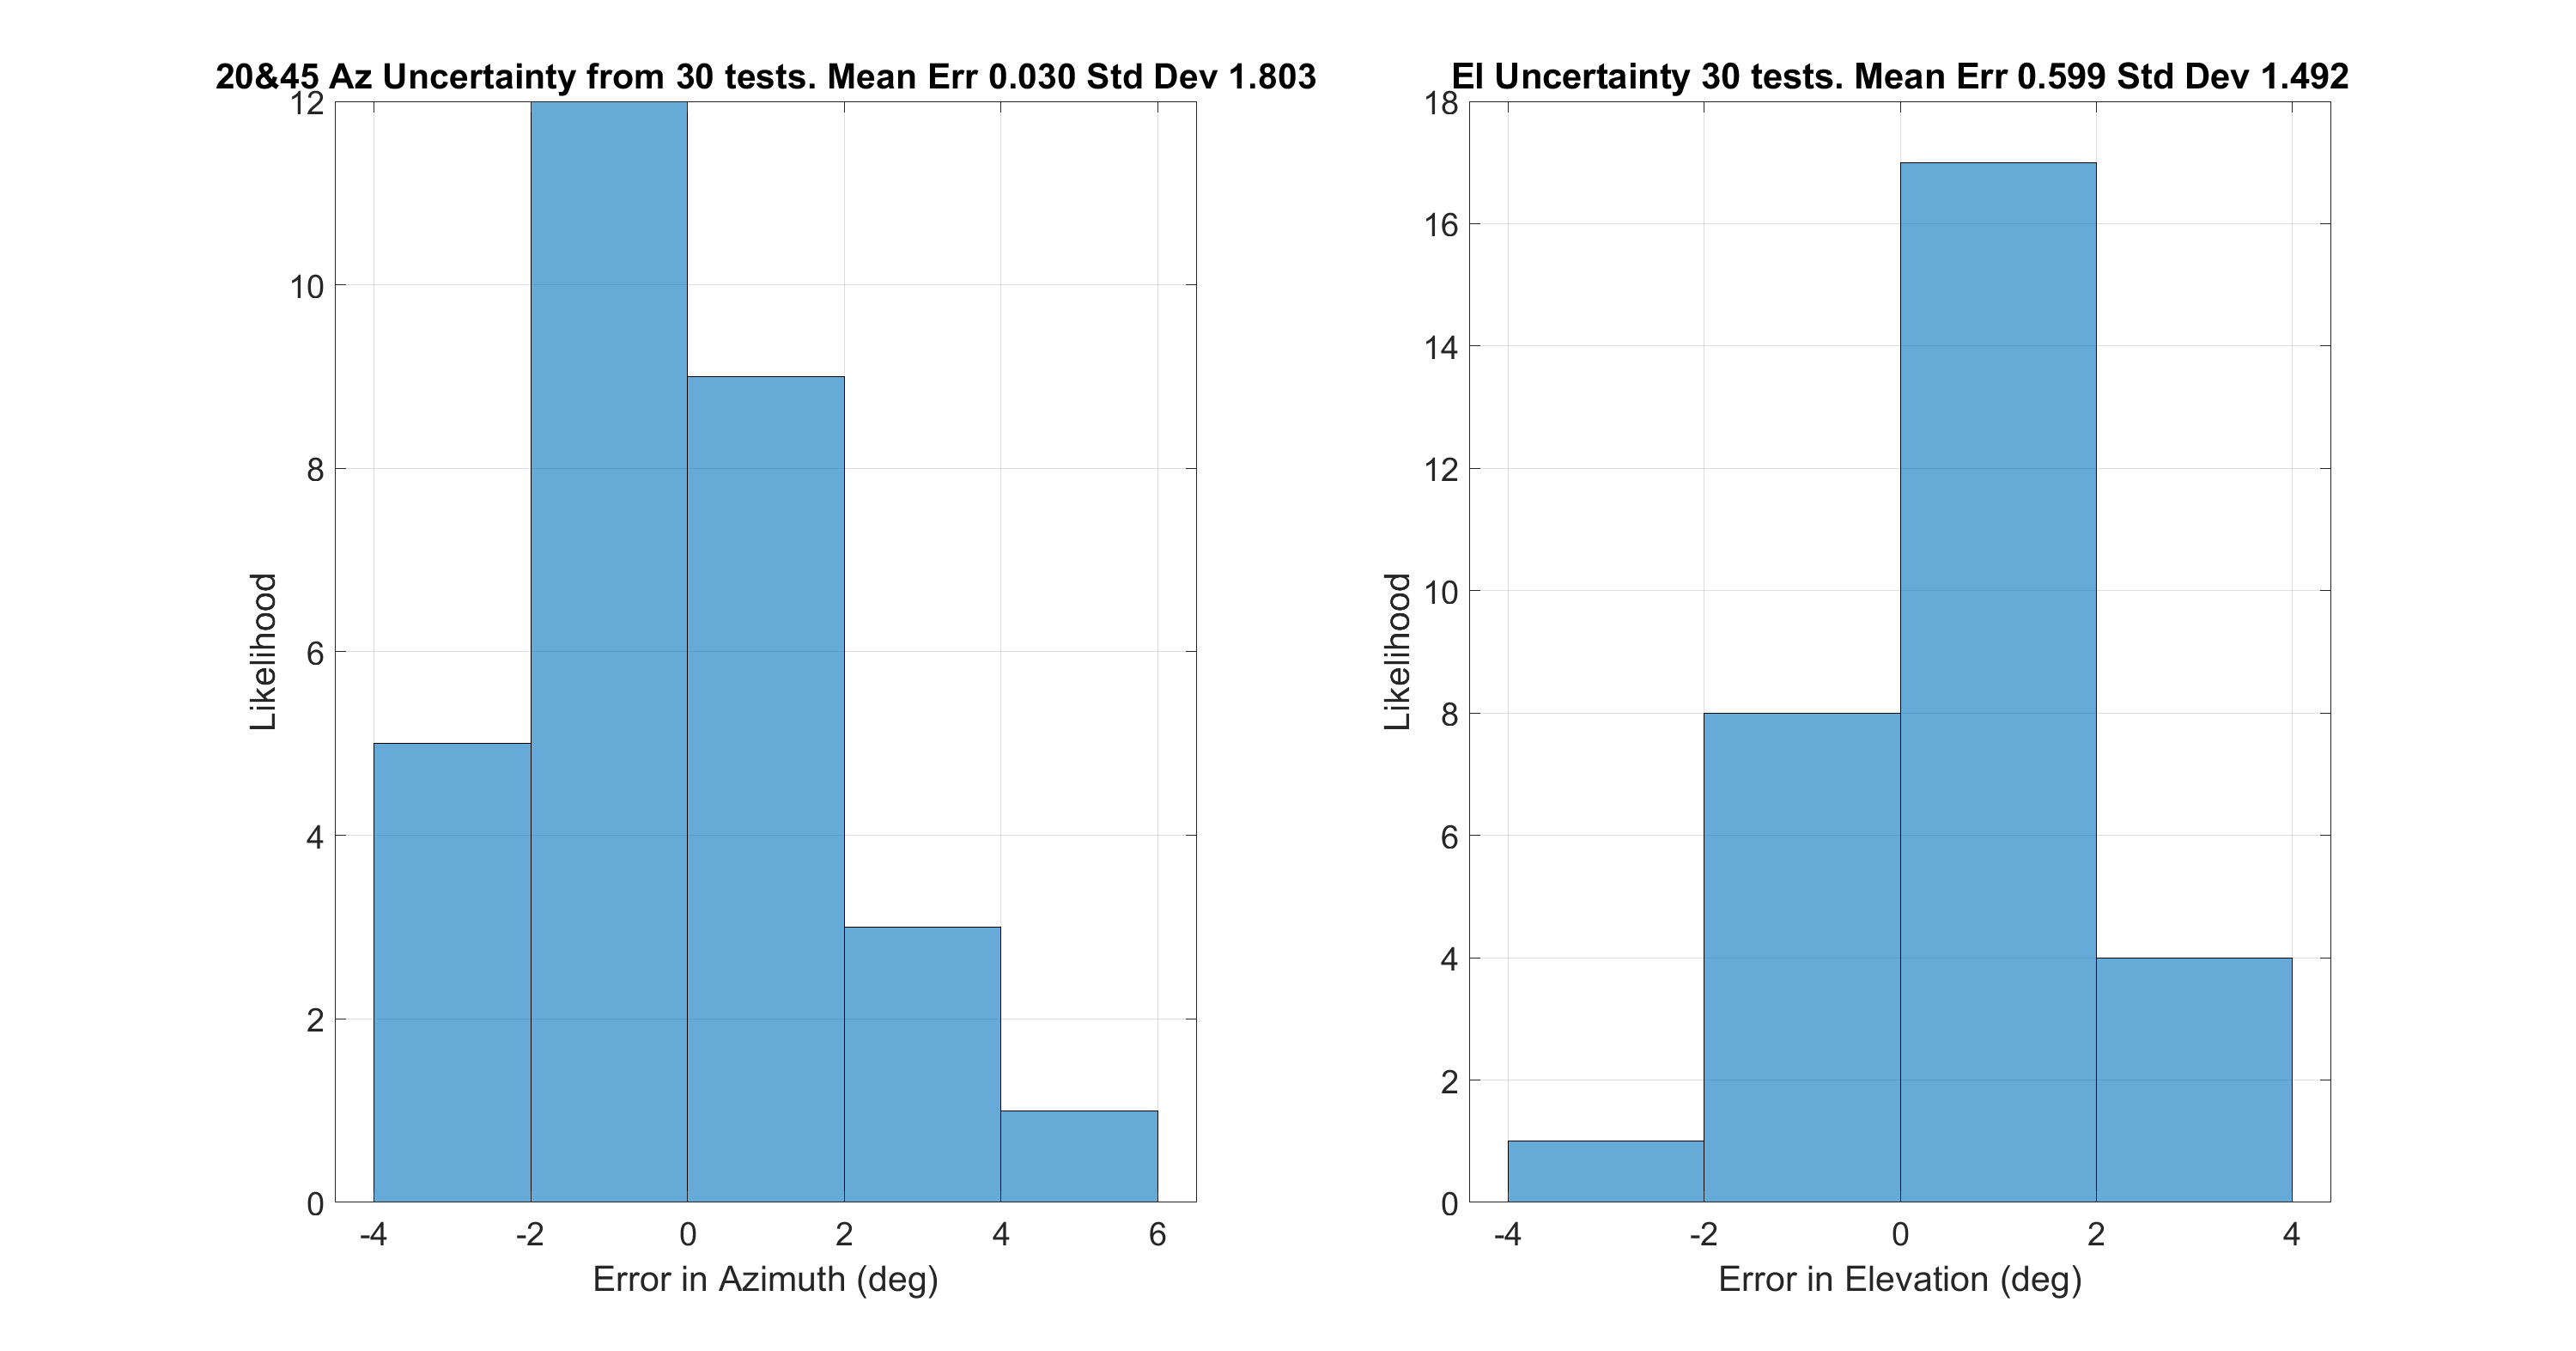 20&45 Az Uncertainty from 30 tests. Mean Err 0.030 Std Dev 1.803
12
10
8
6
4
2
0
Likelihood
-4 -2 0 2 4 6
Error in Azimuth (deg)
El Uncertainty 30 tests. Mean Err 0.599 Std Dev 1.492
18
16
14
12
10
8
6
4
2
0
Likelihood
-4 -2 0 2 4
Error in Elevation (deg)